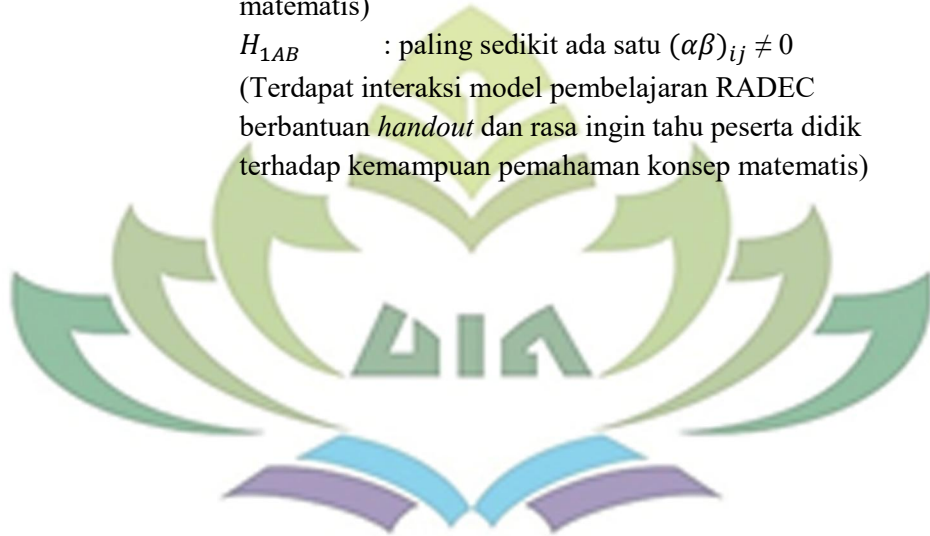 matematis)
𝐻₁𝐴𝐵 : paling sedikit ada satu (𝛼𝛽)ᵢⱼ ≠ 0
(Terdapat interaksi model pembelajaran RADEC
berbantuan handout dan rasa ingin tahu peserta didik
terhadap kemampuan pemahaman konsep matematis)
UIN